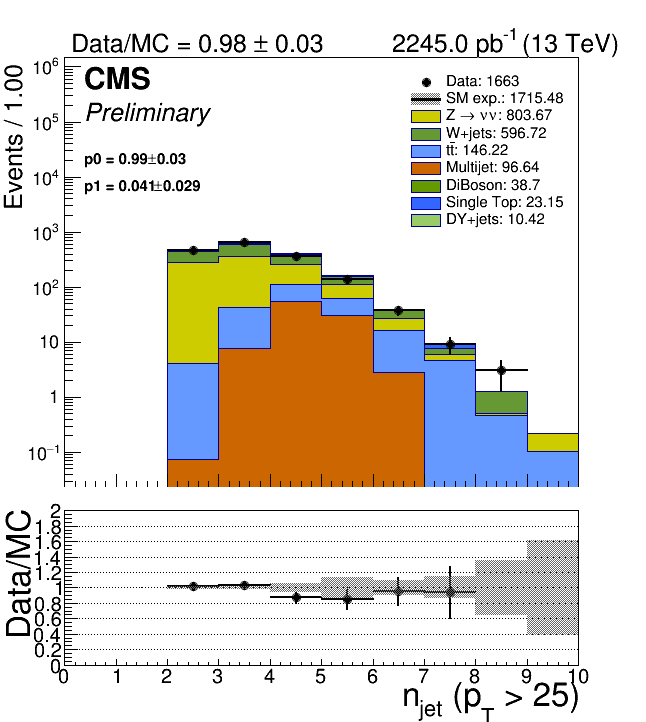 Data/MC = 0.98 ± 0.03 2245.0 pb⁻¹ (13 TeV)
Events / 1.00
CMS
Preliminary
p0 = 0.99±0.03
p1 = 0.041±0.029
Data: 1663
SM exp.: 1715.48
Z → νν: 803.67
W+jets: 596.72
tt̄: 146.22
Multijet: 96.64
DiBoson: 38.7
Single Top: 23.15
DY+jets: 10.42
10⁶
10⁵
10⁴
10³
10²
10
1
10⁻¹
Data/MC
2
1.8
1.6
1.4
1.2
1
0.8
0.6
0.4
0.2
0
0 1 2 3 4 5 6 7 8 9 10
n_jet (p_T > 25)